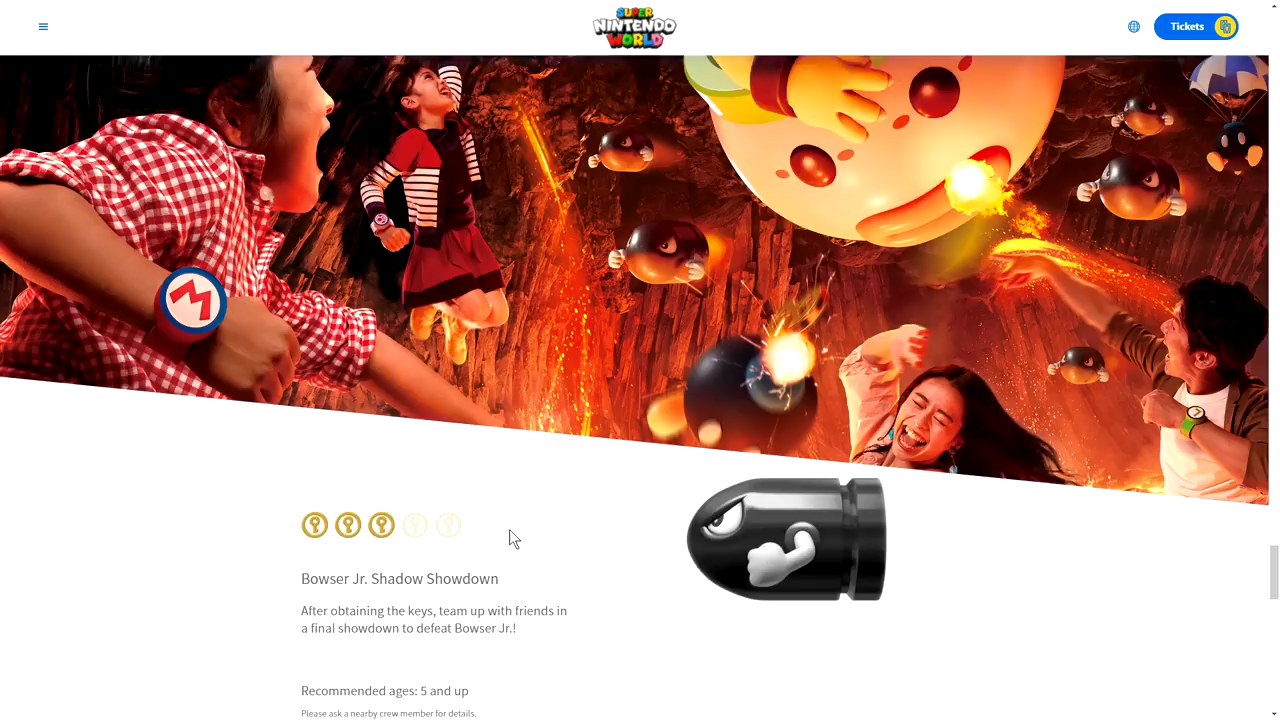 SUPER
NINTENDO
WORLD
Tickets
Bowser Jr. Shadow Showdown
After obtaining the keys, team up with friends in
a final showdown to defeat Bowser Jr.!
Recommended ages: 5 and up
Please ask a nearby crew member for details.